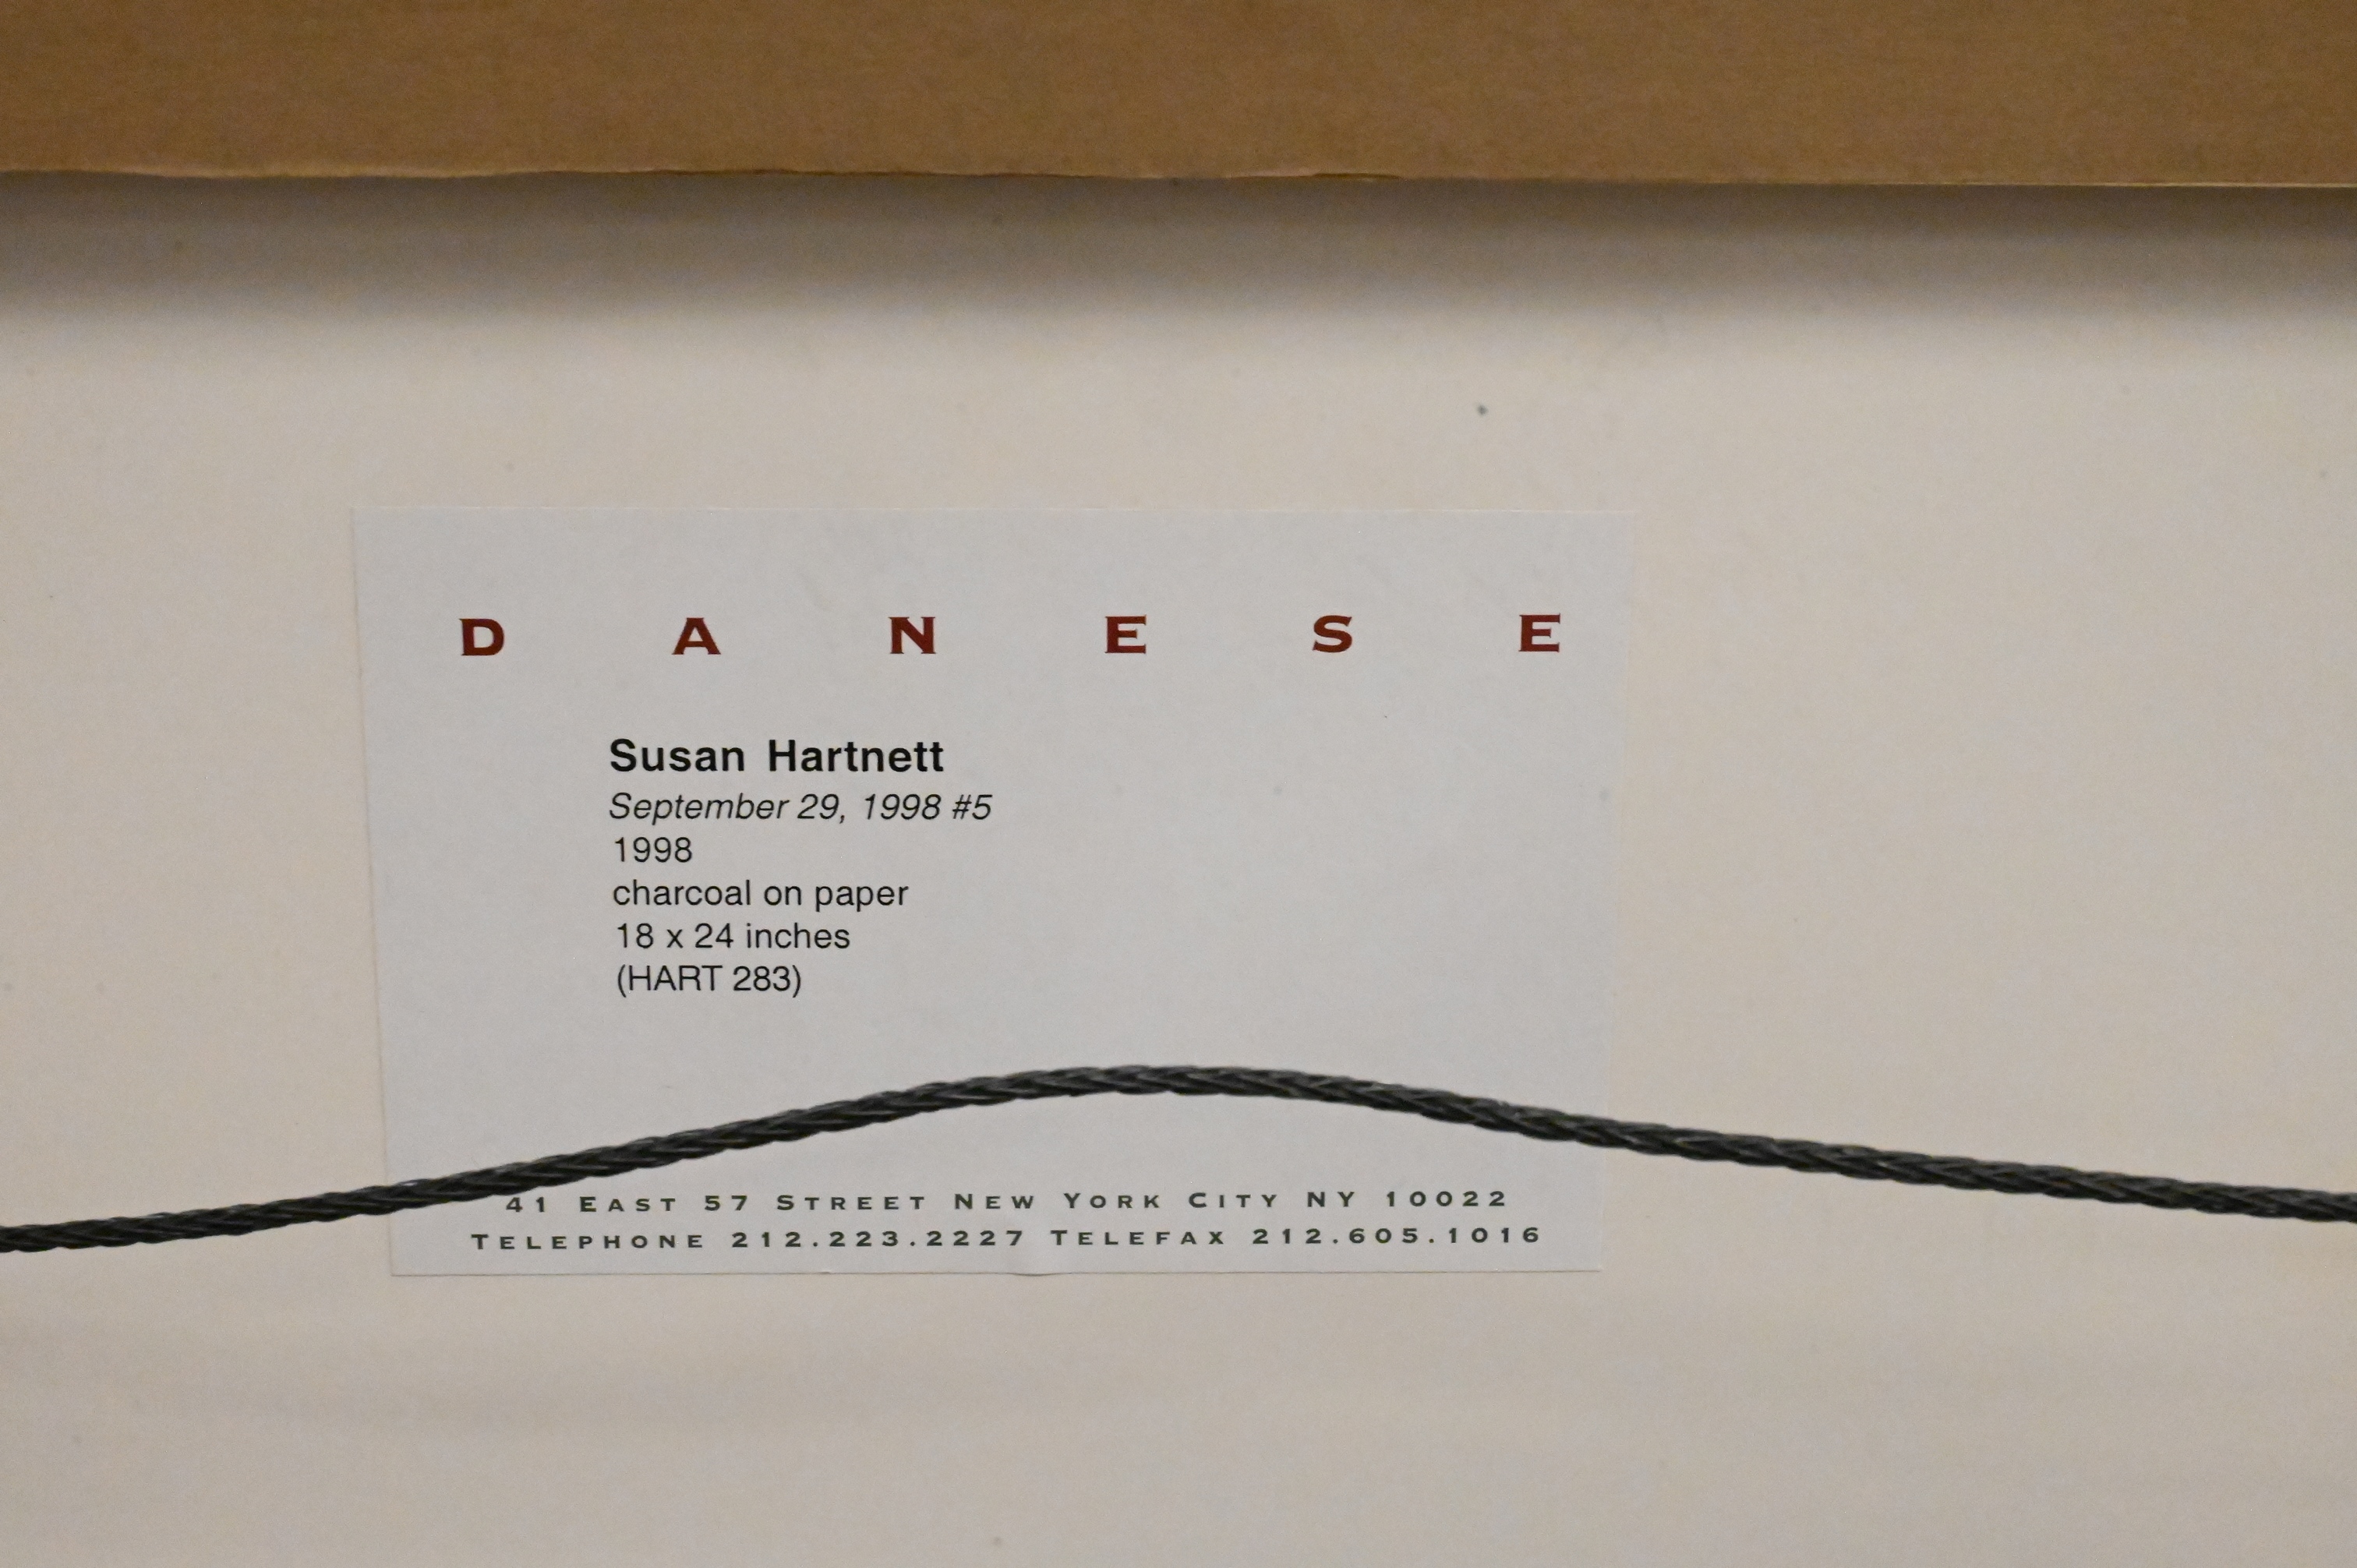 DANESE
Susan Hartnett
September 29, 1998 #5
1998
charcoal on paper
18 x 24 inches
(HART 283)
41 EAST 57 STREET NEW YORK CITY NY 10022
TELEPHONE 212.223.2227 TELEFAX 212.605.1016